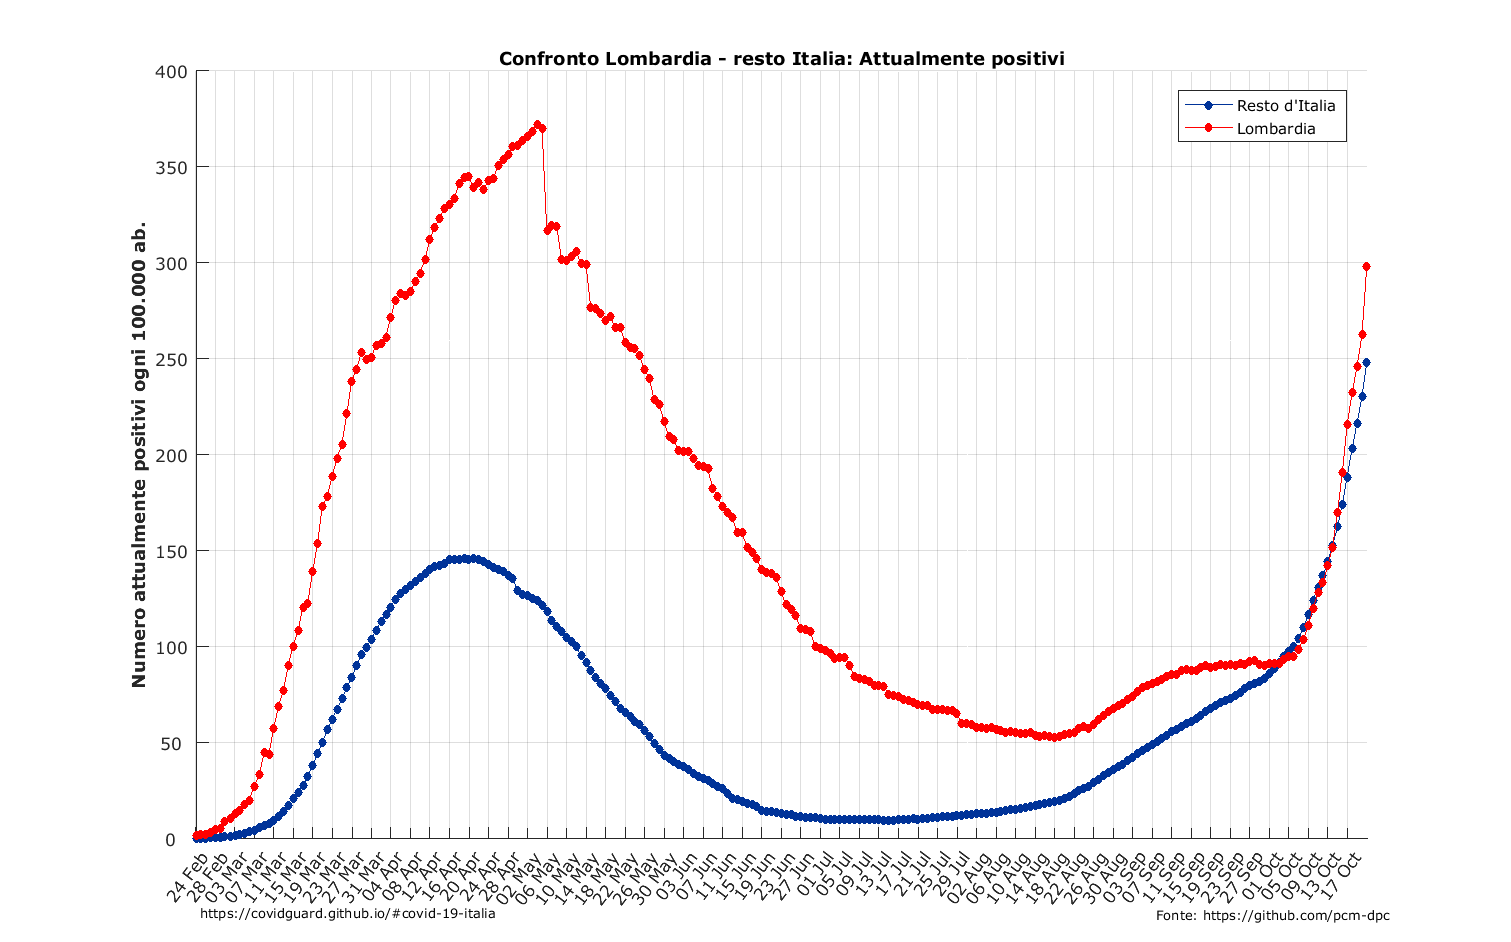 Confronto Lombardia - resto Italia: Attualmente positivi
Numero attualmente positivi ogni 100.000 ab.
400
350
300
250
200
150
100
50
0
Resto d'Italia
Lombardia
24 Feb
28 Feb
03 Mar
07 Mar
11 Mar
15 Mar
19 Mar
23 Mar
27 Mar
31 Mar
04 Apr
08 Apr
12 Apr
16 Apr
20 Apr
24 Apr
28 Apr
02 May
06 May
10 May
14 May
18 May
22 May
26 May
30 May
03 Jun
07 Jun
11 Jun
15 Jun
19 Jun
23 Jun
27 Jun
01 Jul
05 Jul
09 Jul
13 Jul
17 Jul
21 Jul
25 Jul
29 Jul
02 Aug
06 Aug
10 Aug
14 Aug
18 Aug
22 Aug
26 Aug
30 Aug
03 Sep
07 Sep
11 Sep
15 Sep
19 Sep
23 Sep
27 Sep
01 Oct
05 Oct
09 Oct
13 Oct
17 Oct
https://covidguard.github.io/#covid-19-italia
Fonte: https://github.com/pcm-dpc